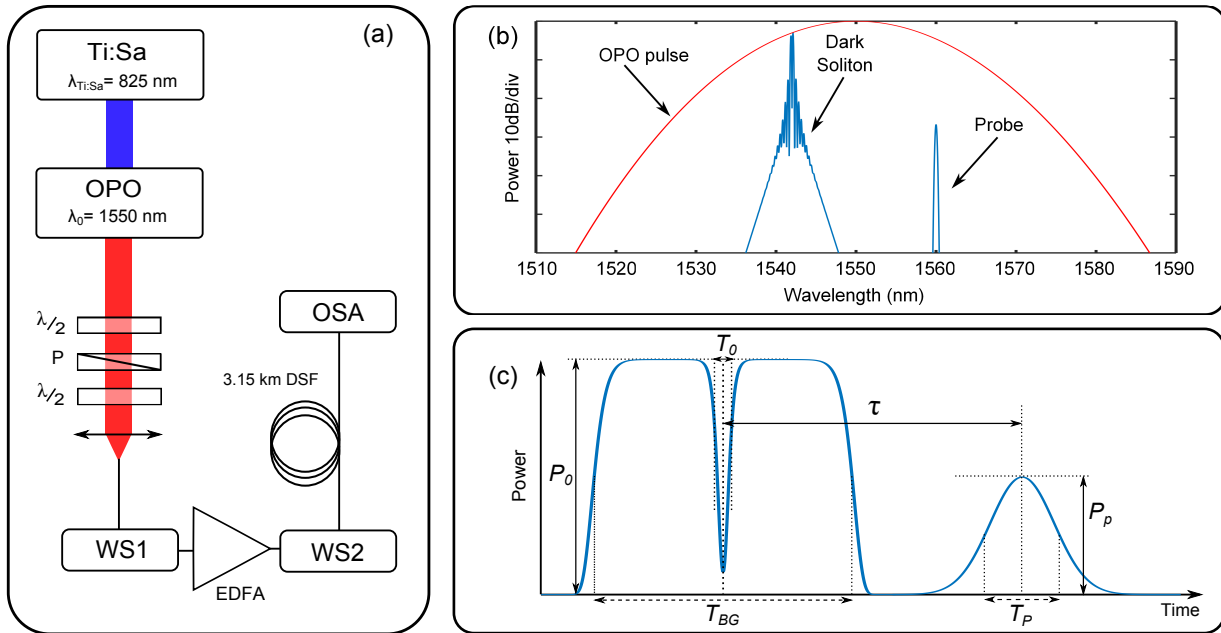 (a)
Ti:Sa
λTi:Sa= 825 nm
OPO
λ0= 1550 nm
λ/2
P
λ/2
OSA
3.15 km DSF
WS1
EDFA
WS2
(b)
OPO pulse
Dark
Soliton
Probe
Power 10dB/div
1510 1520 1530 1540 1550 1560 1570 1580 1590
Wavelength (nm)
(c)
T0
τ
Power
P0
Pp
TBG
TP
Time